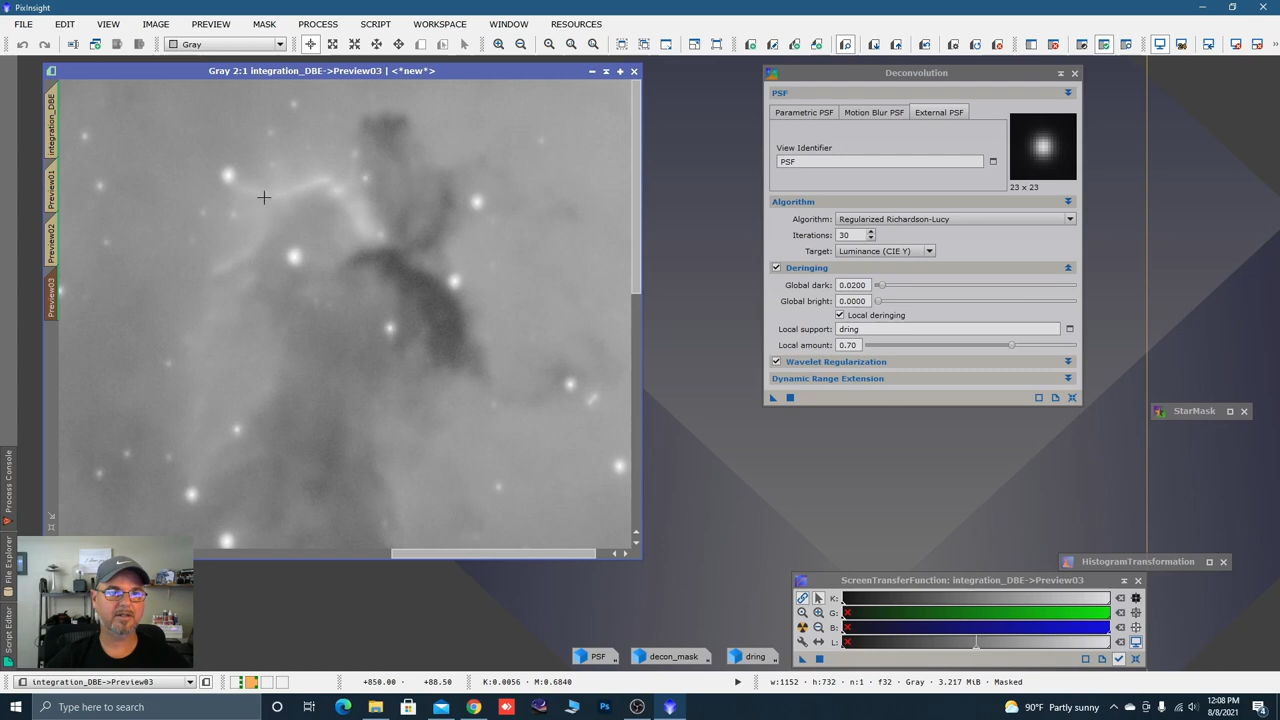 PixInsight
FILE EDIT VIEW IMAGE PREVIEW MASK PROCESS SCRIPT WORKSPACE WINDOW RESOURCES
Gray
Gray 2:1 integration_DBE->Preview03 | <*new*>
integration_DBE
Preview01
Preview02
Preview03
Deconvolution
PSF
Parametric PSF Motion Blur PSF External PSF
View Identifier
PSF
23 x 23
Algorithm
Algorithm: Regularized Richardson-Lucy
Iterations: 30
Target: Luminance (CIE Y)
Deringing
Global dark: 0.0200
Global bright: 0.0000
Local deringing
Local support: dring
Local amount: 0.70
Wavelet Regularization
Dynamic Range Extension
StarMask
HistogramTransformation
ScreenTransferFunction: integration_DBE->Preview03
K:
G:
B:
L:
Process Console
File Explorer
Script Editor
PSF decon_mask dring
integration_DBE->Preview03 +850.00 +88.50 K:0.0056 M:0.6840 w:1152 h:732 n:1 f32 Gray 3.217 MiB Masked
Type here to search
90°F Partly sunny
12:08 PM
8/8/2021